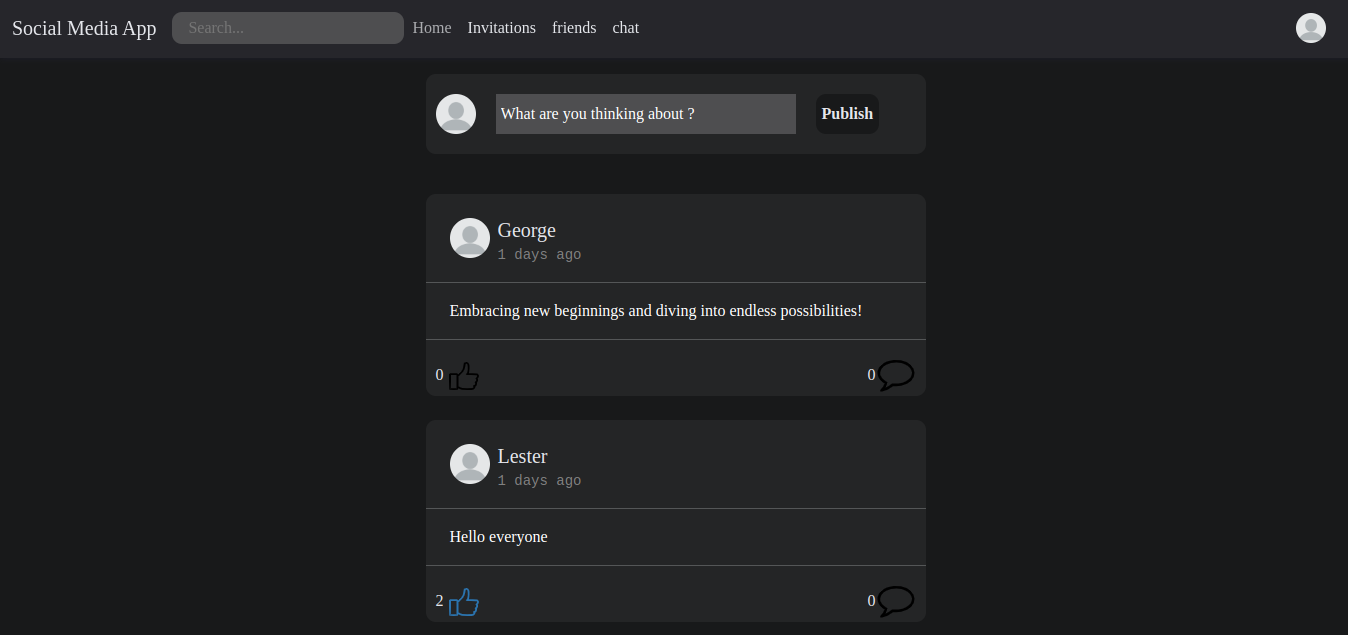 Social Media App Search... Home Invitations friends chat
What are you thinking about ? Publish
George
1 days ago
Embracing new beginnings and diving into endless possibilities!
0 0
Lester
1 days ago
Hello everyone
2 0